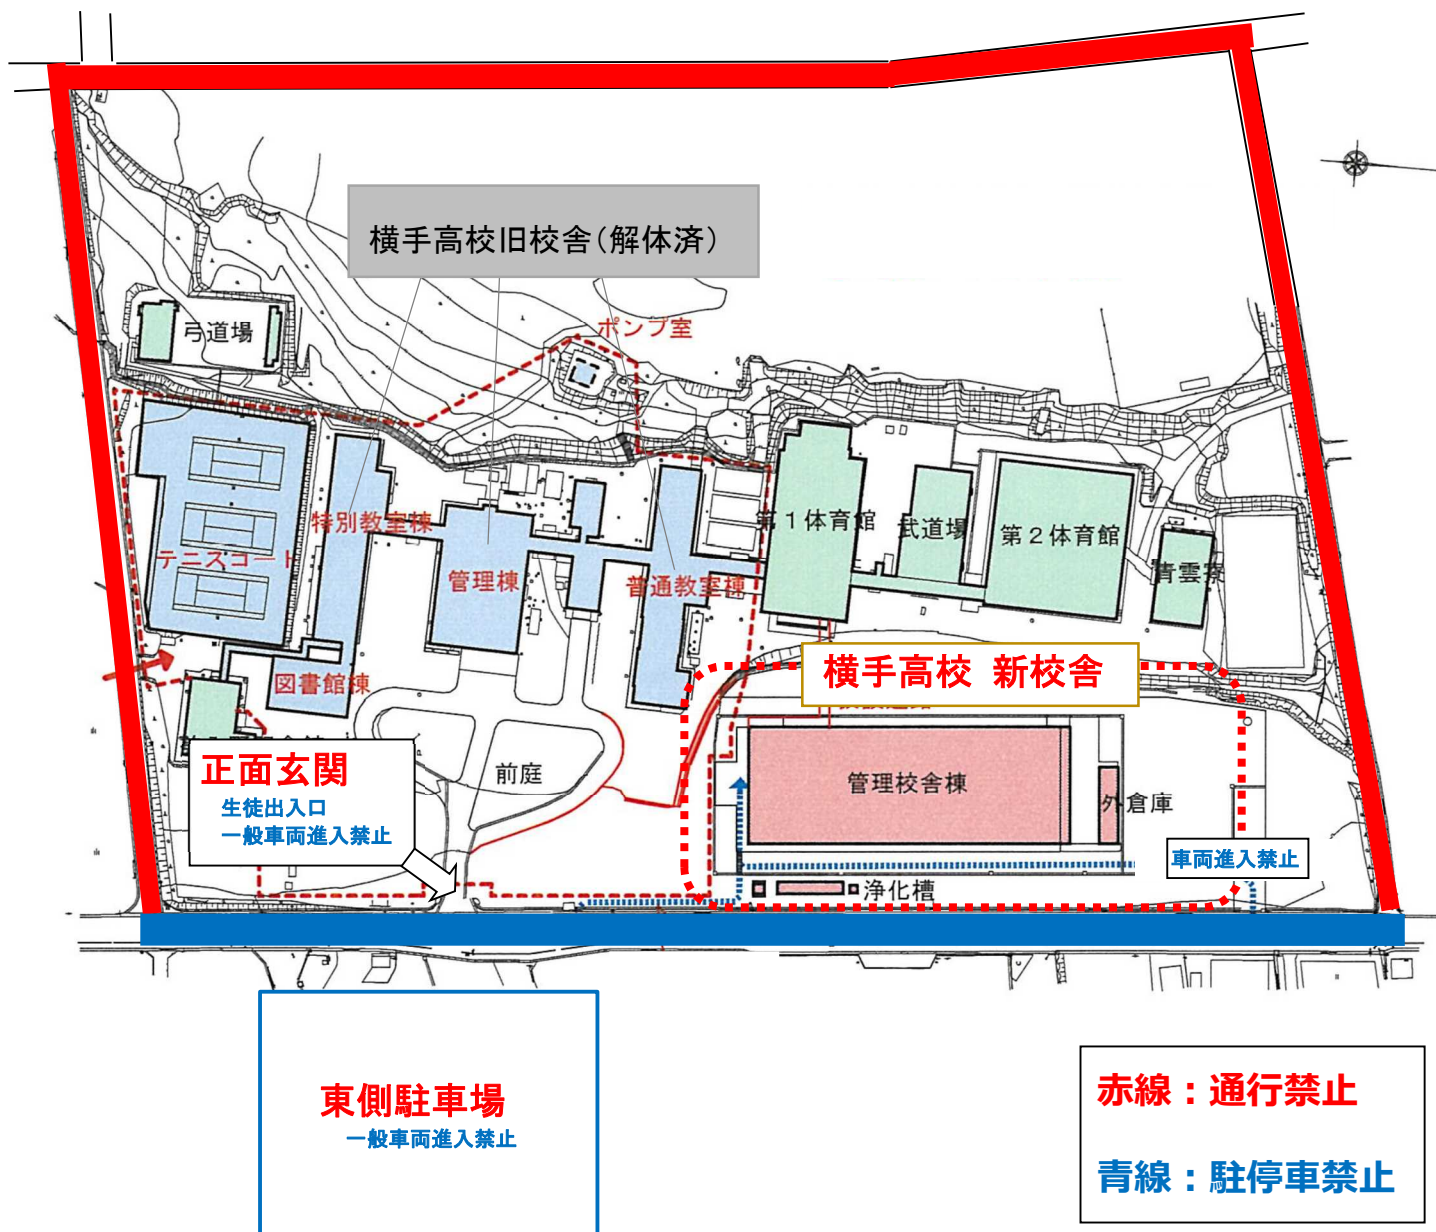 横手高校旧校舎（解体済）
弓道場
ポンプ室
特別教室棟
テニスコート
管理棟
普通教室棟
第１体育館
武道場
第２体育館
青雲寮
図書館棟
横手高校 新校舎
正面玄関
生徒出入口
一般車両進入禁止
前庭
管理校舎棟
外倉庫
車両進入禁止
浄化槽
東側駐車場
一般車両進入禁止
赤線：通行禁止
青線：駐停車禁止